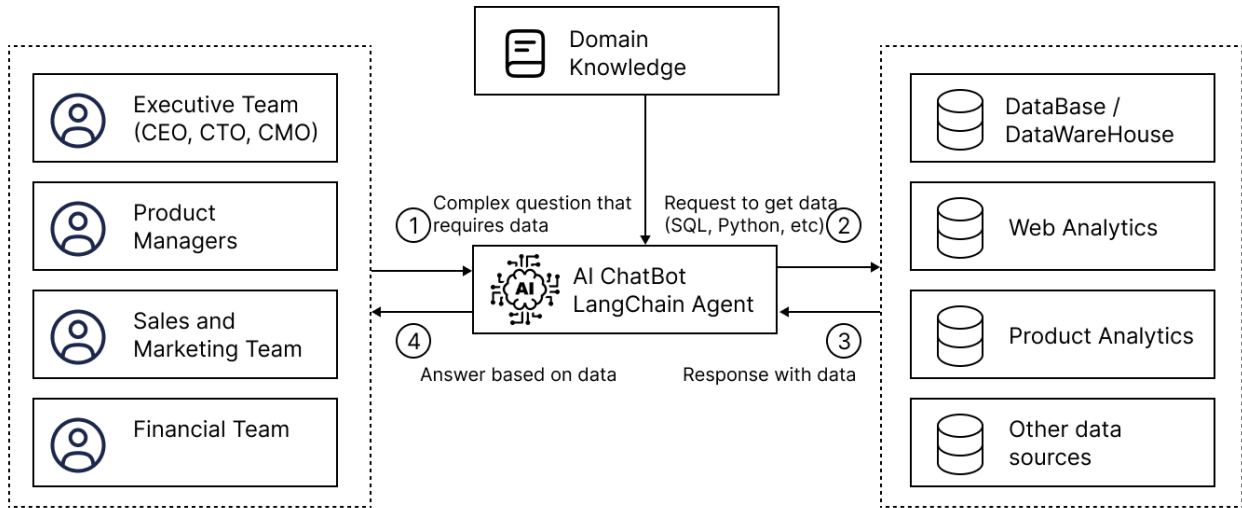 Domain
Knowledge
Executive Team
(CEO, CTO, CMO)
Product
Managers
Sales and
Marketing Team
Financial Team
1
Complex question that
requires data
Request to get data
(SQL, Python, etc)
2
AI
AI ChatBot
LangChain Agent
4
Answer based on data
3
Response with data
DataBase /
DataWareHouse
Web Analytics
Product Analytics
Other data
sources